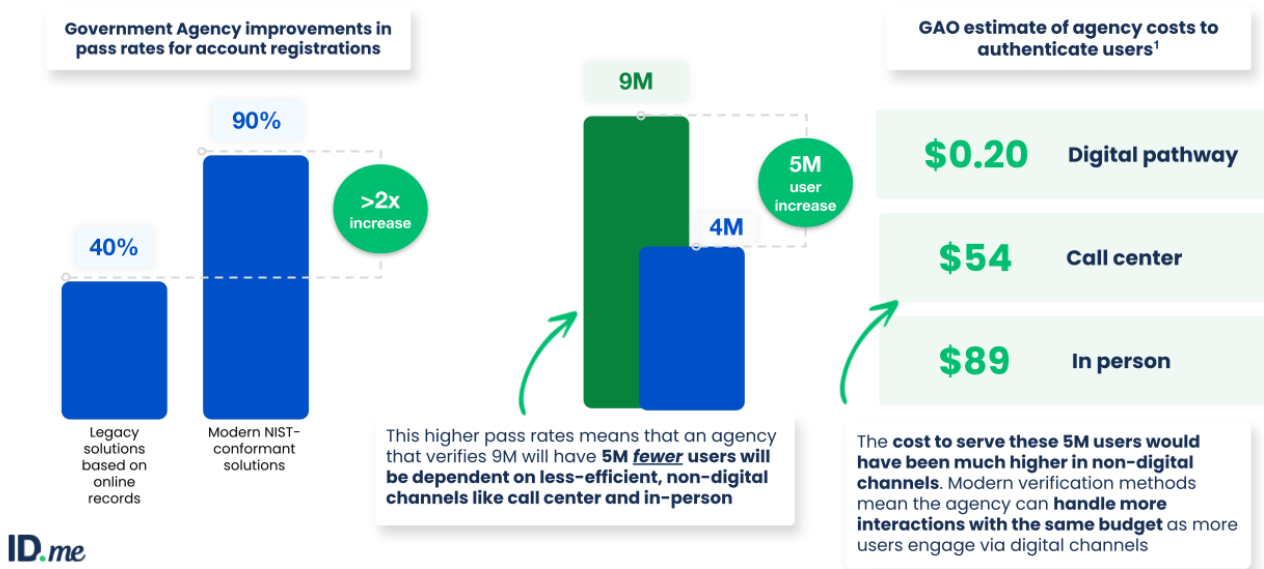 Government Agency improvements in
pass rates for account registrations
90%
40%
>2x
increase
Legacy
solutions
based on
online
records
Modern NIST-
conformant
solutions
9M
5M
user
increase
4M
This higher pass rates means that an agency
that verifies 9M will have 5M fewer users will
be dependent on less-efficient, non-digital
channels like call center and in-person
GAO estimate of agency costs to
authenticate users¹
$0.20 Digital pathway
$54 Call center
$89 In person
The cost to serve these 5M users would
have been much higher in non-digital
channels. Modern verification methods
mean the agency can handle more
interactions with the same budget as more
users engage via digital channels
ID.me